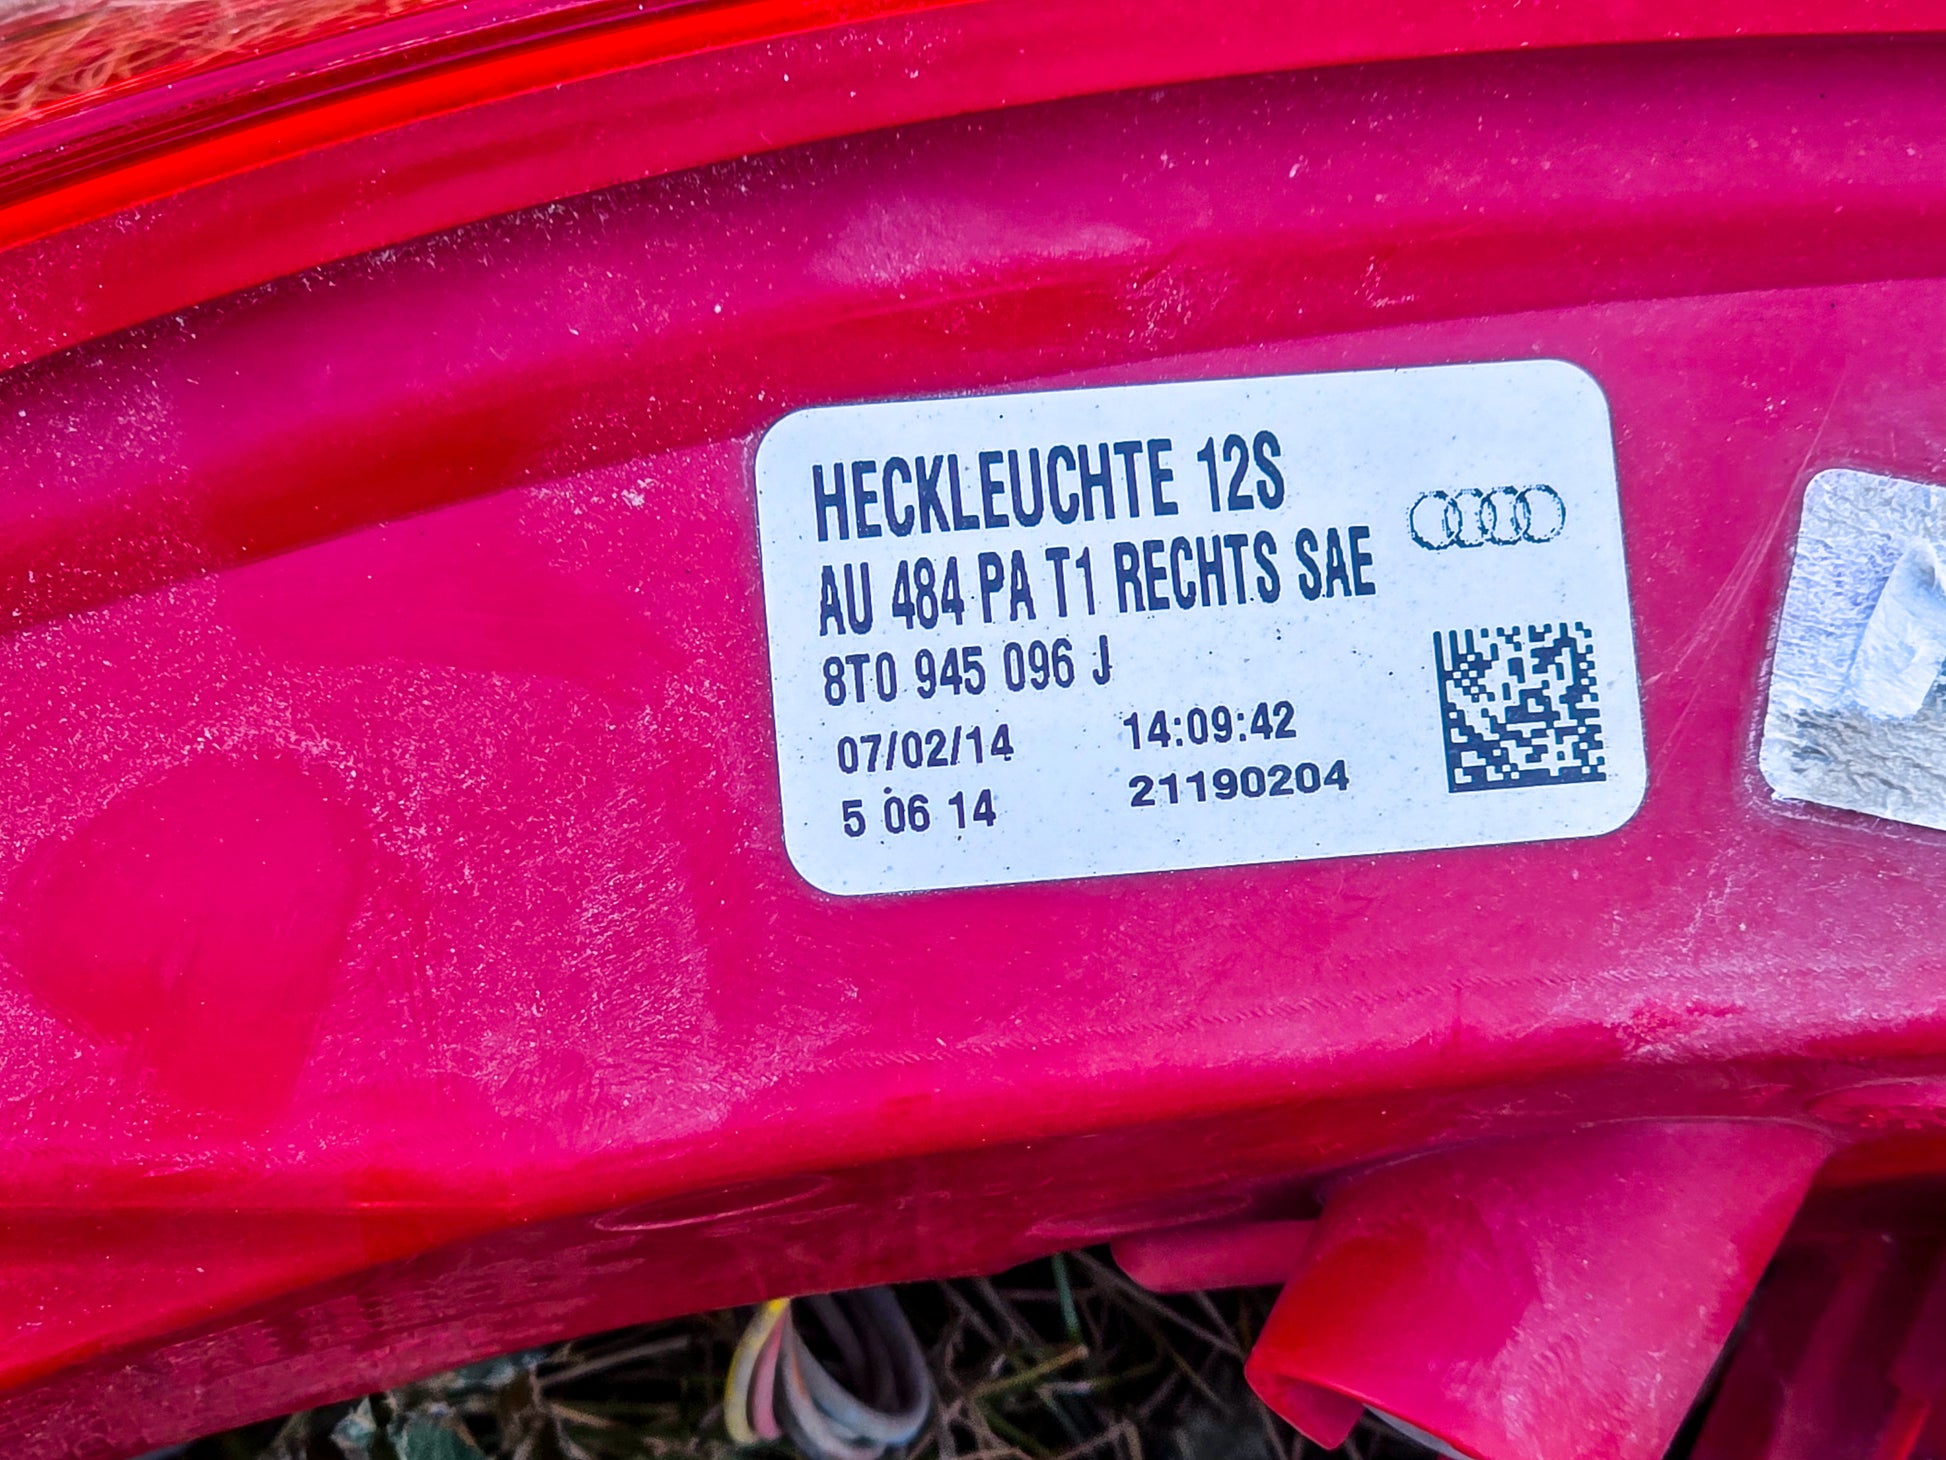 HECKLEUCHTE 12S
AU 484 PA T1 RECHTS SAE
8T0 945 096 J
07/02/14 14:09:42
5 06 14 21190204